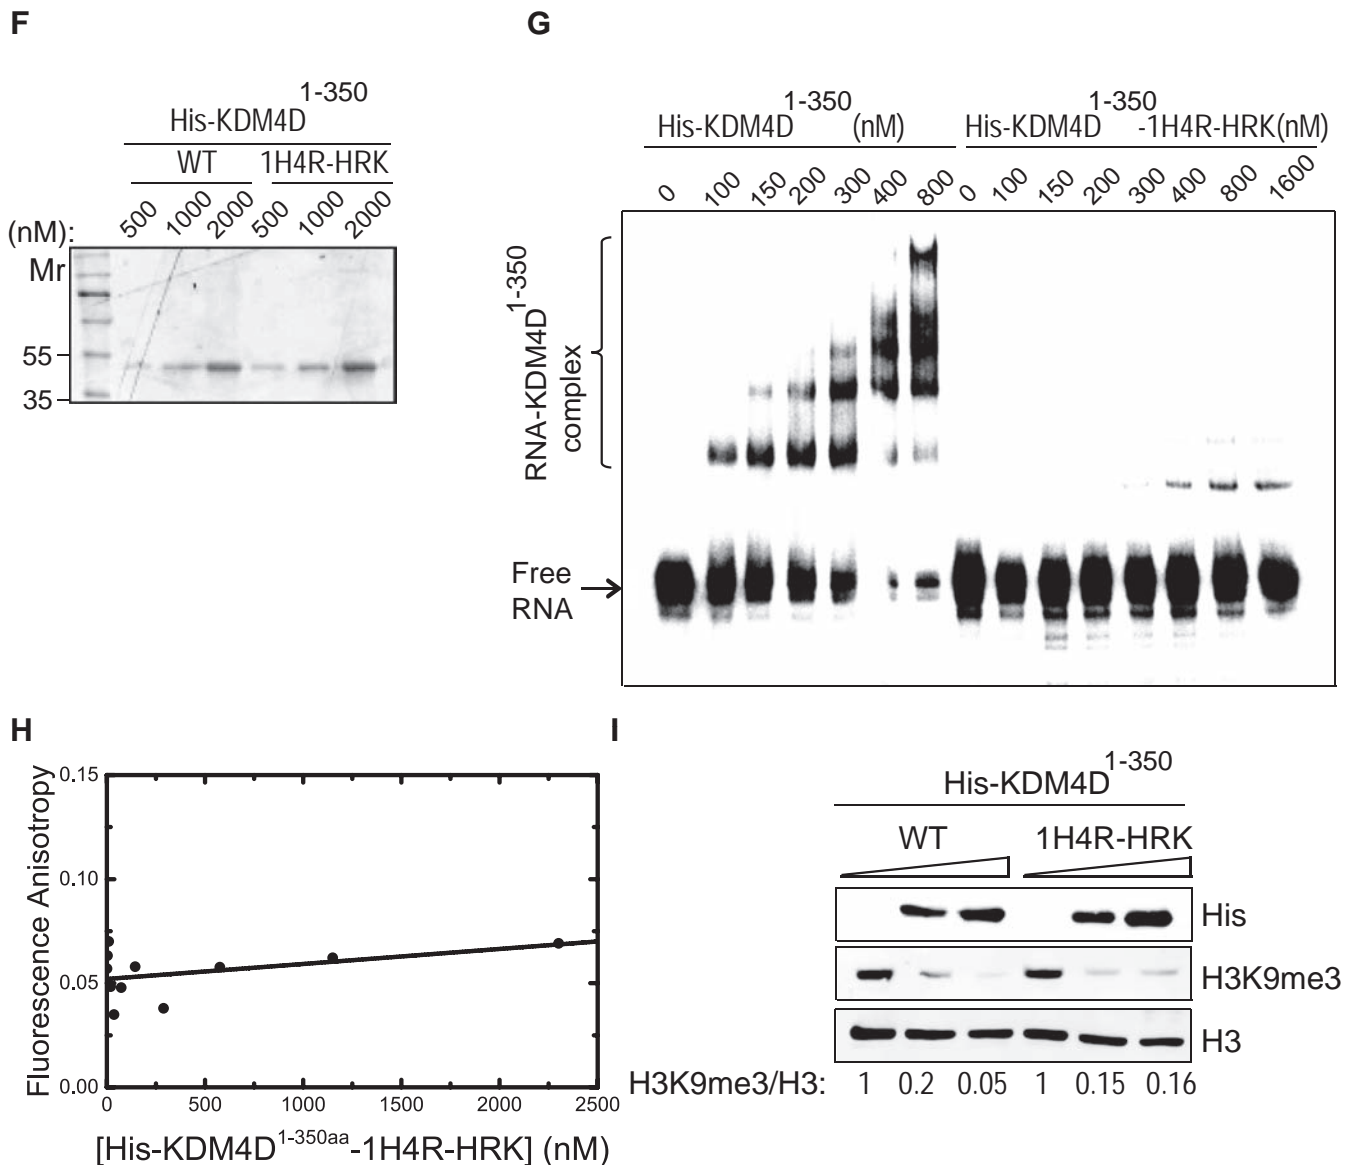 F
His-KDM4D1-350
WT 1H4R-HRK
(nM): 500 1000 2000 500 1000 2000
Mr
55
35
G
His-KDM4D1-350(nM) His-KDM4D1-350-1H4R-HRK(nM)
0 100 150 200 300 400 800 0 100 150 200 300 400 800 1600
RNA-KDM4D1-350
complex
Free
RNA
H
Fluorescence Anisotropy
0.15
0.10
0.05
0.00
0 500 1000 1500 2000 2500
[His-KDM4D1-350aa-1H4R-HRK] (nM)
I
His-KDM4D1-350
WT 1H4R-HRK
His
H3K9me3
H3
H3K9me3/H3: 1 0.2 0.05 1 0.15 0.16